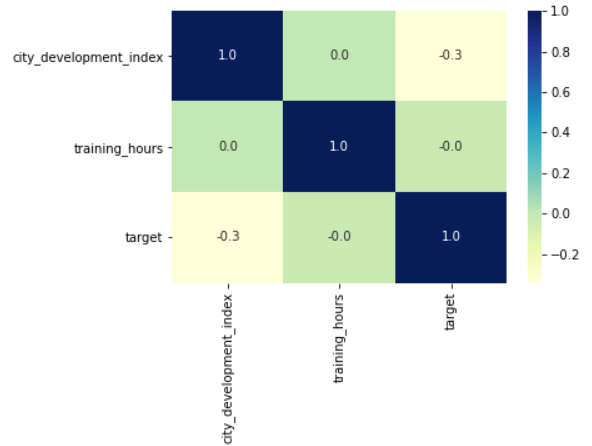 city_development_index
1.0
0.0
-0.3
training_hours
0.0
1.0
-0.0
target
-0.3
-0.0
1.0
city_development_index
training_hours
target
1.0
0.8
0.6
0.4
0.2
0.0
−0.2